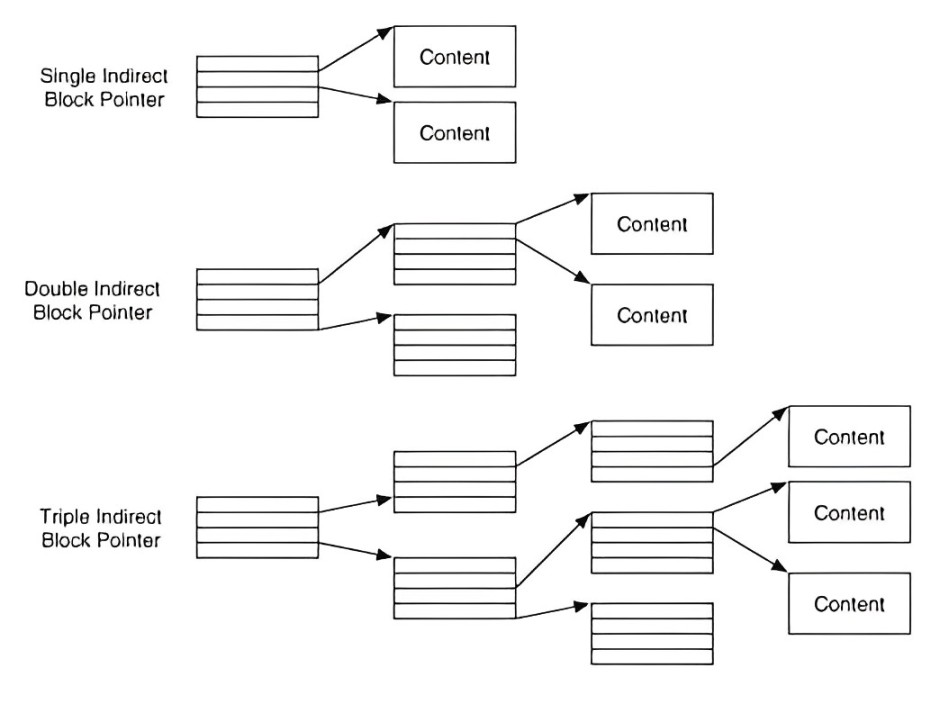 Single Indirect
Block Pointer
Content
Content
Double Indirect
Block Pointer
Content
Content
Triple Indirect
Block Pointer
Content
Content
Content